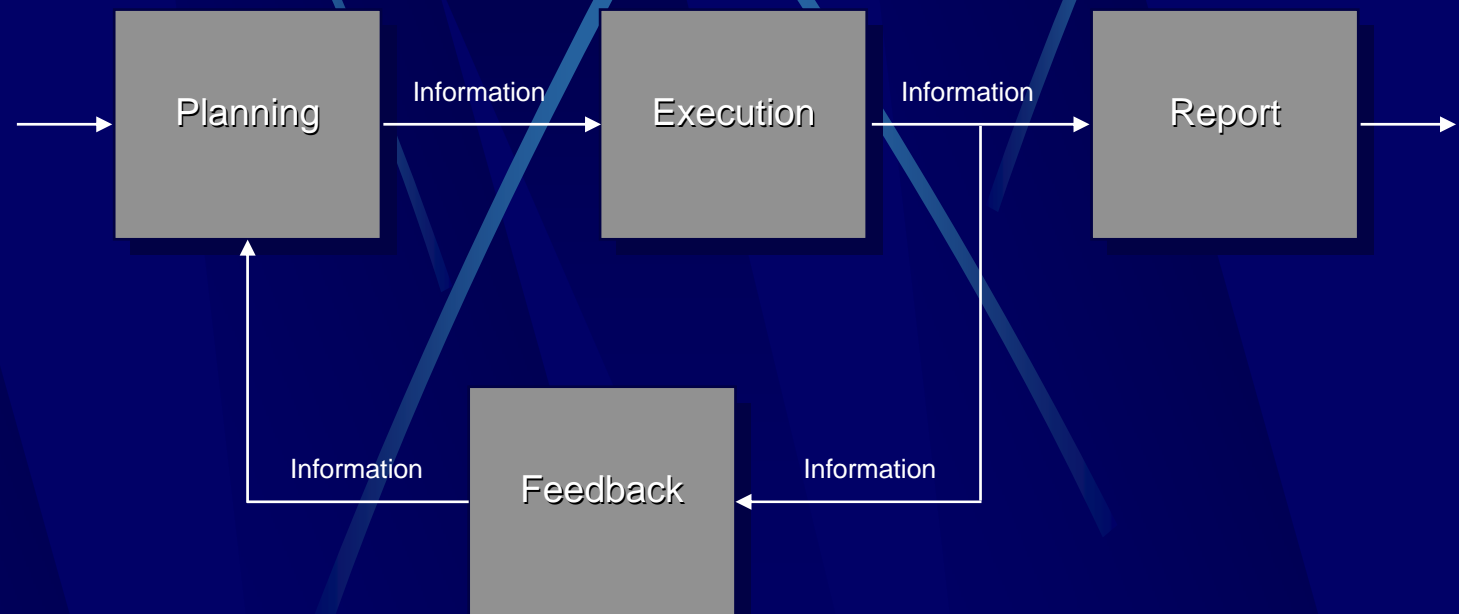 Planning
Information
Execution
Information
Report
Information
Feedback
Information